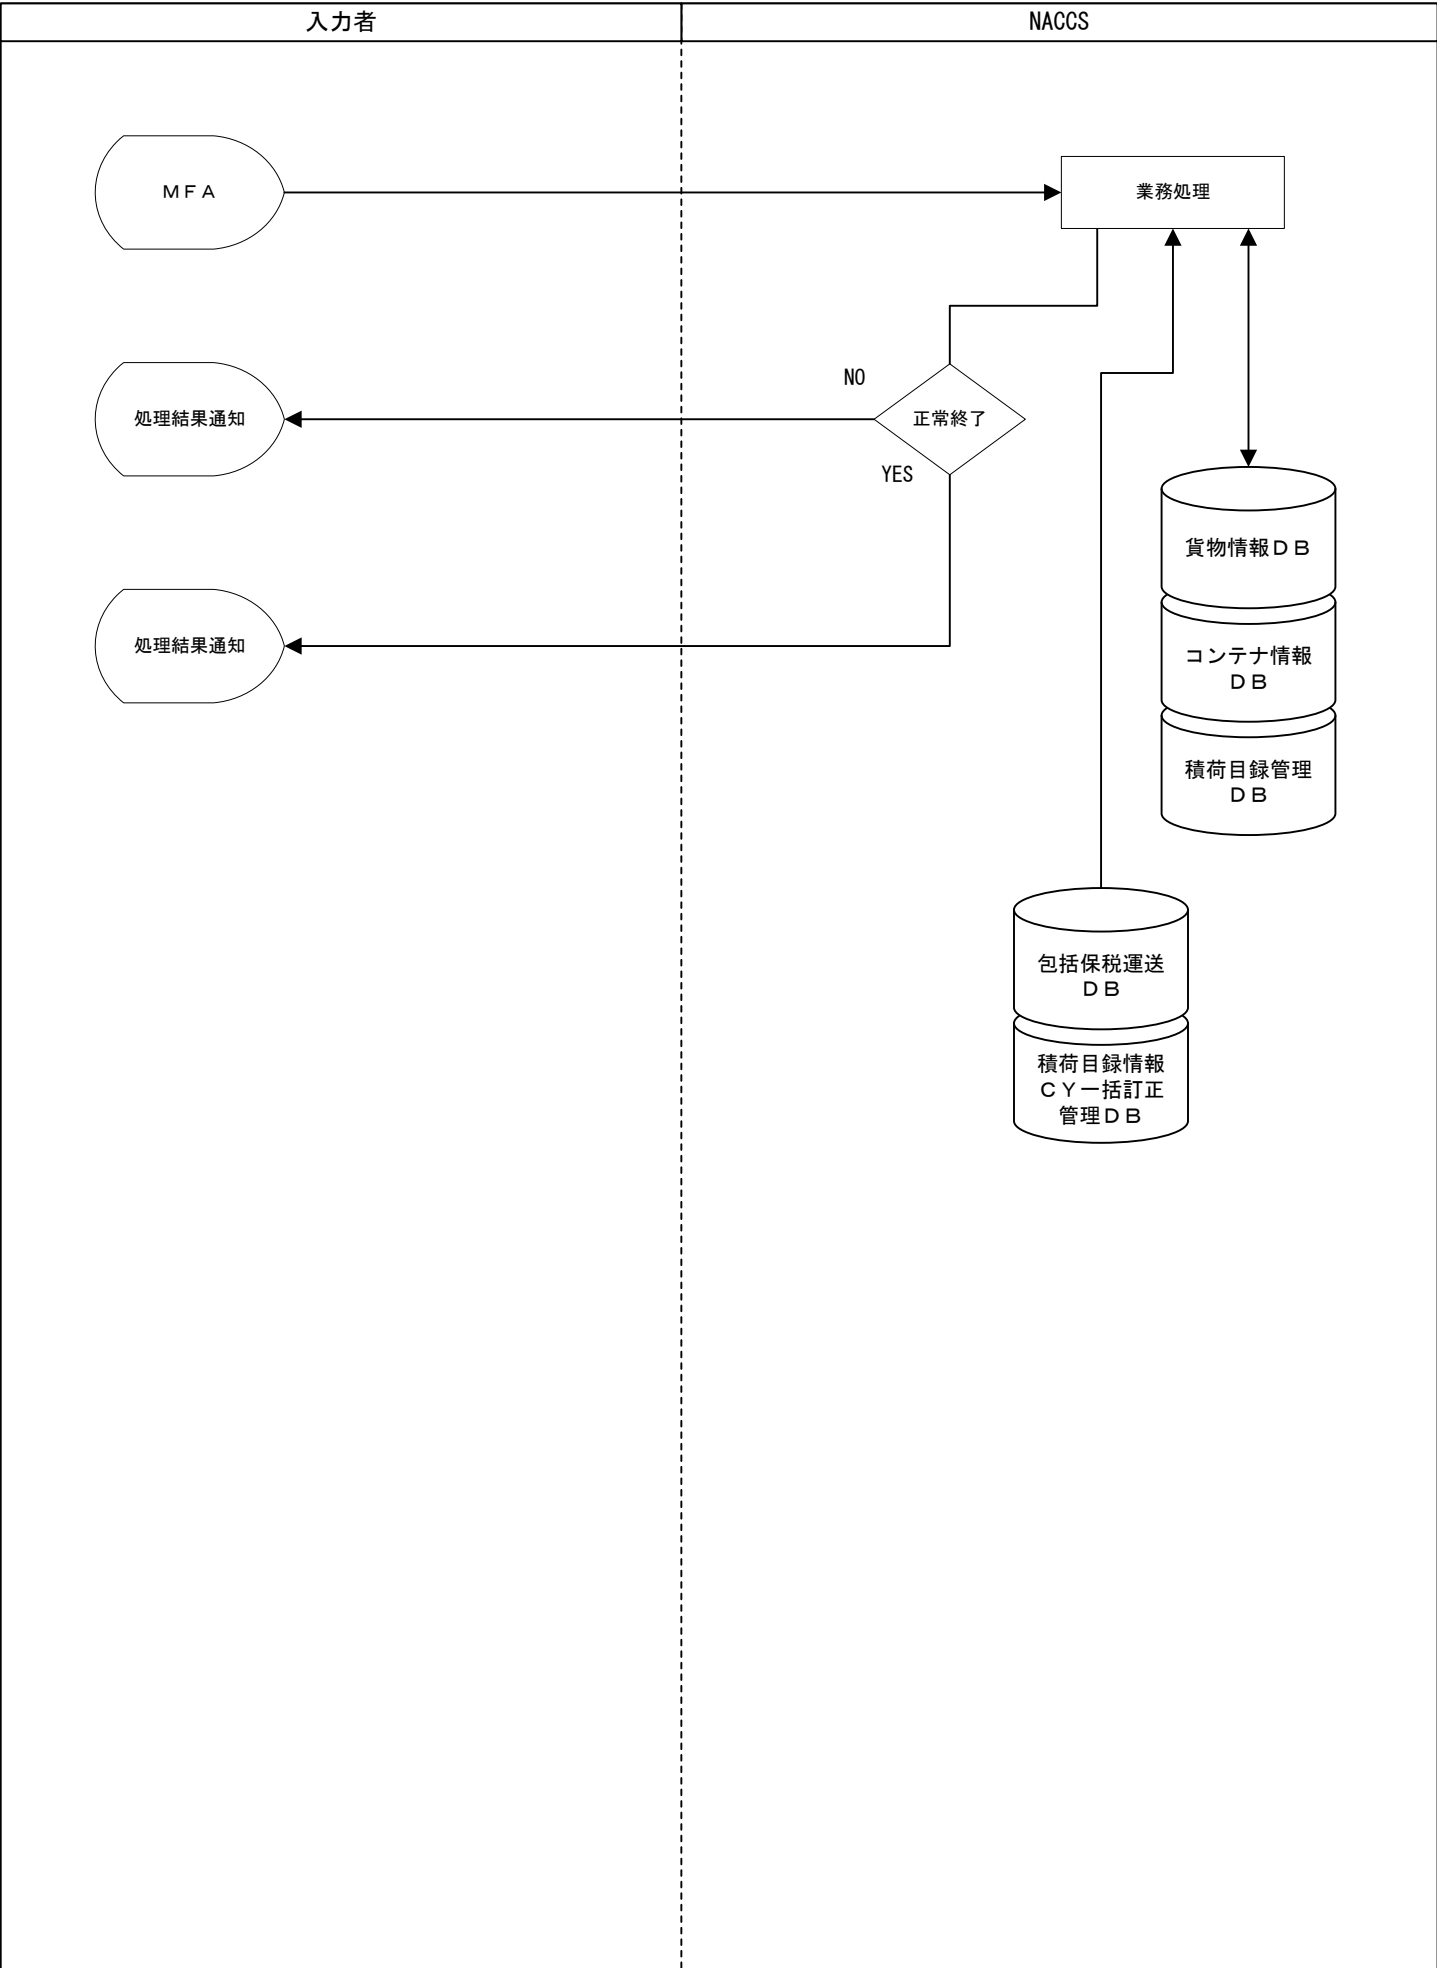 入力者
NACCS
ＭＦＡ
業務処理
NO
処理結果通知
正常終了
YES
貨物情報ＤＢ
処理結果通知
コンテナ情報
ＤＢ
積荷目録管理
ＤＢ
包括保税運送
ＤＢ
積荷目録情報
ＣＹ一括訂正
管理ＤＢ